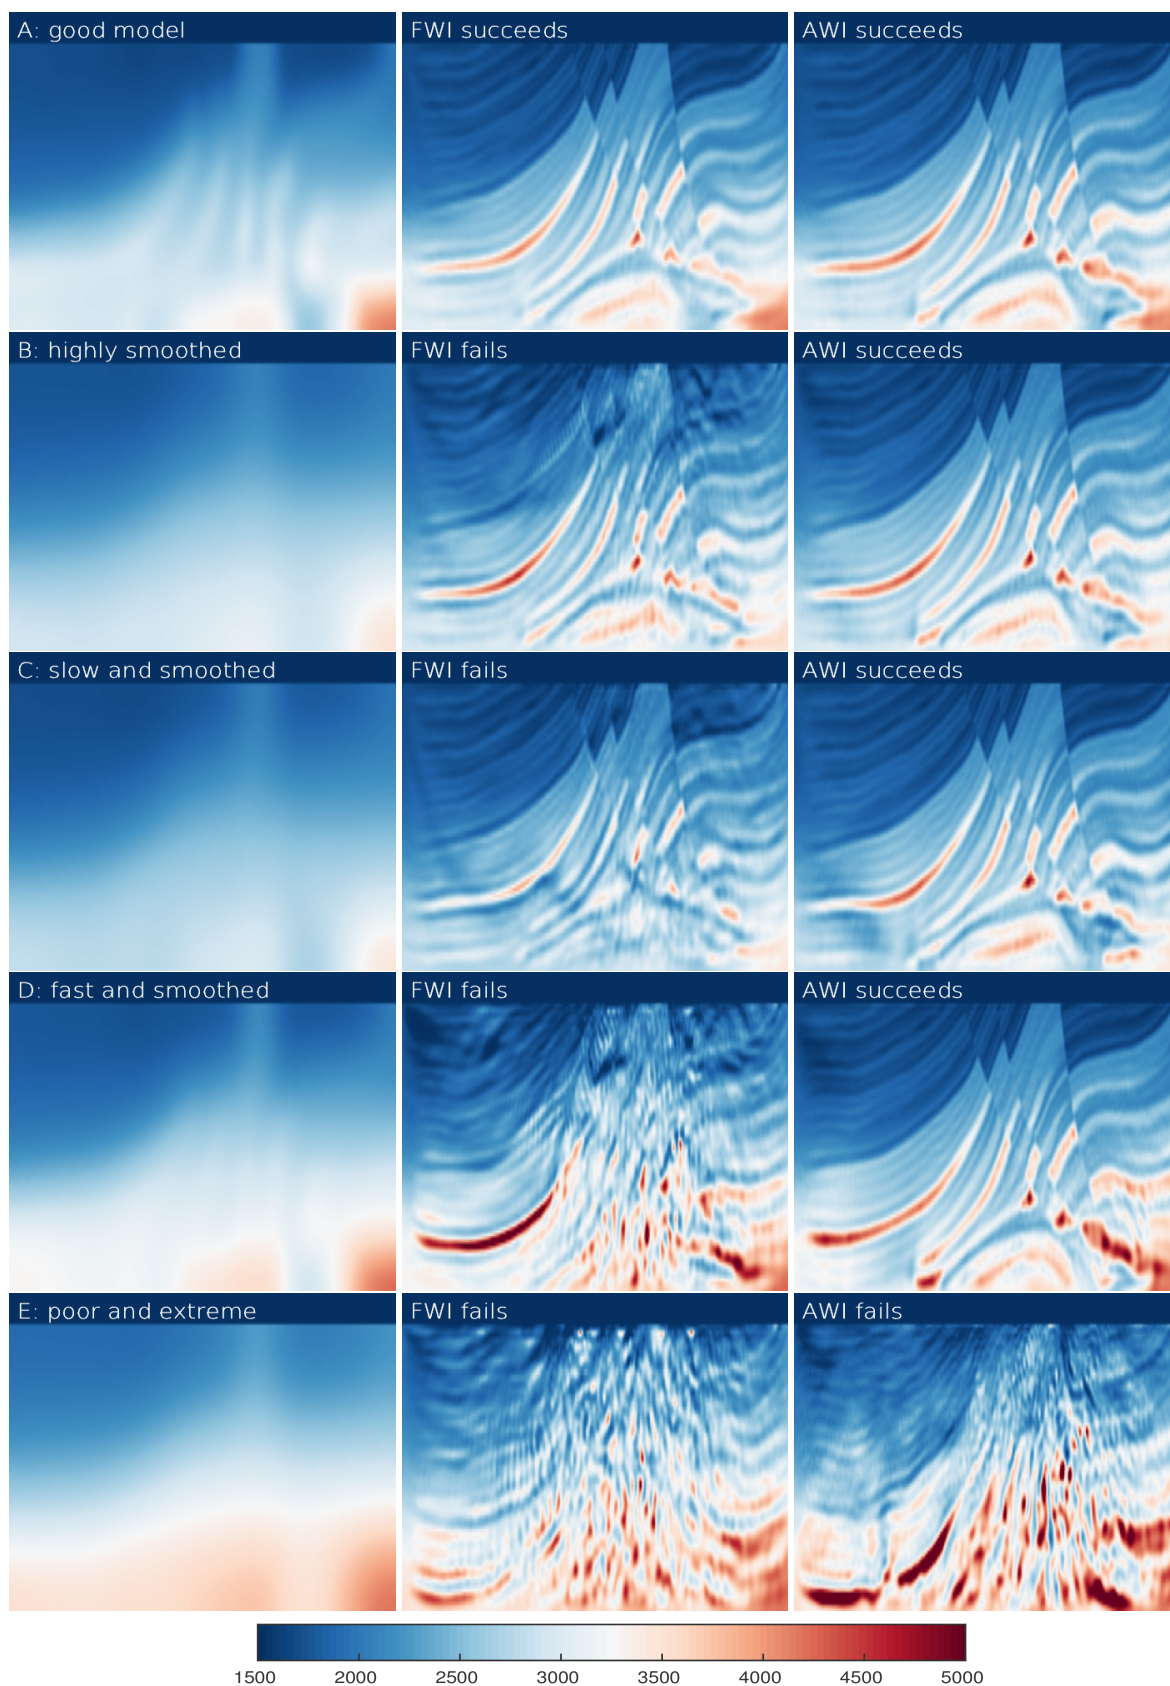 A: good model
FWI succeeds
AWI succeeds
B: highly smoothed
FWI fails
AWI succeeds
C: slow and smoothed
FWI fails
AWI succeeds
D: fast and smoothed
FWI fails
AWI succeeds
E: poor and extreme
FWI fails
AWI fails
1500 2000 2500 3000 3500 4000 4500 5000